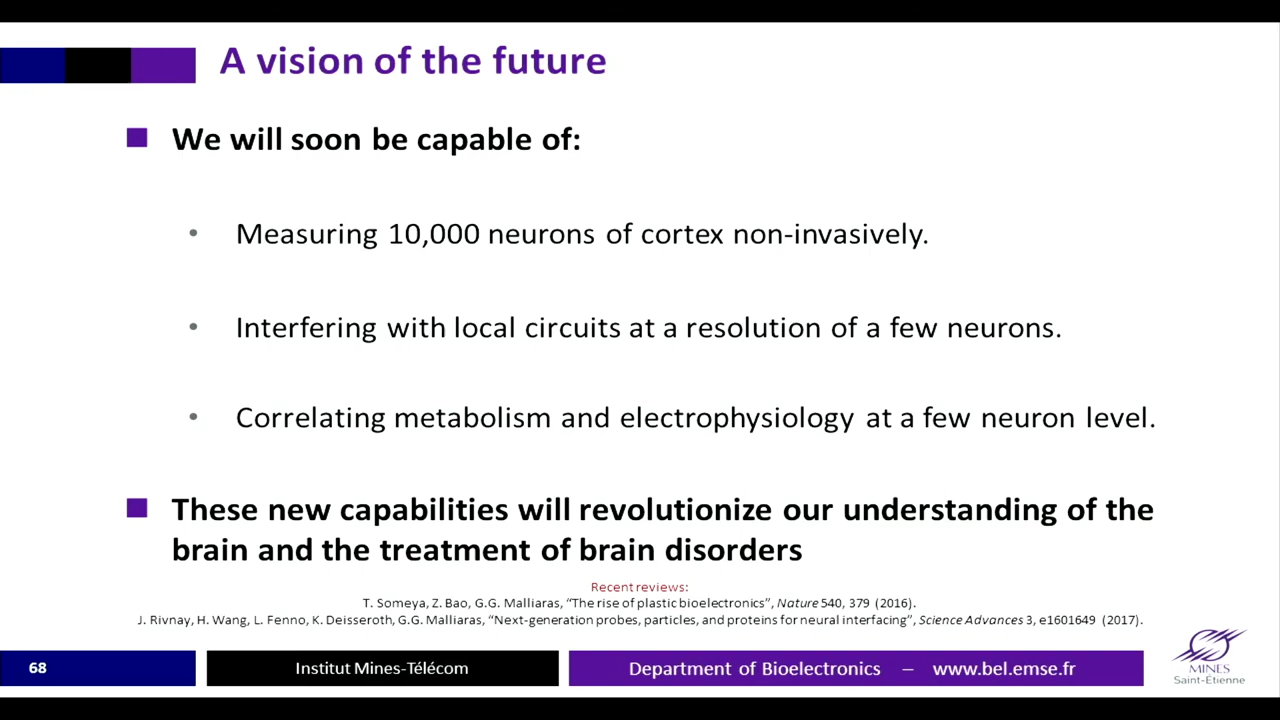 A vision of the future
We will soon be capable of:
• Measuring 10,000 neurons of cortex non-invasively.
• Interfering with local circuits at a resolution of a few neurons.
• Correlating metabolism and electrophysiology at a few neuron level.
These new capabilities will revolutionize our understanding of the
brain and the treatment of brain disorders
Recent reviews:
T. Someya, Z. Bao, G.G. Malliaras, “The rise of plastic bioelectronics”, Nature 540, 379 (2016).
J. Rivnay, H. Wang, L. Fenno, K. Deisseroth, G.G. Malliaras, “Next-generation probes, particles, and proteins for neural interfacing”, Science Advances 3, e1601649 (2017).
68
Institut Mines-Télécom
Department of Bioelectronics – www.bel.emse.fr
MINES
Saint-Étienne